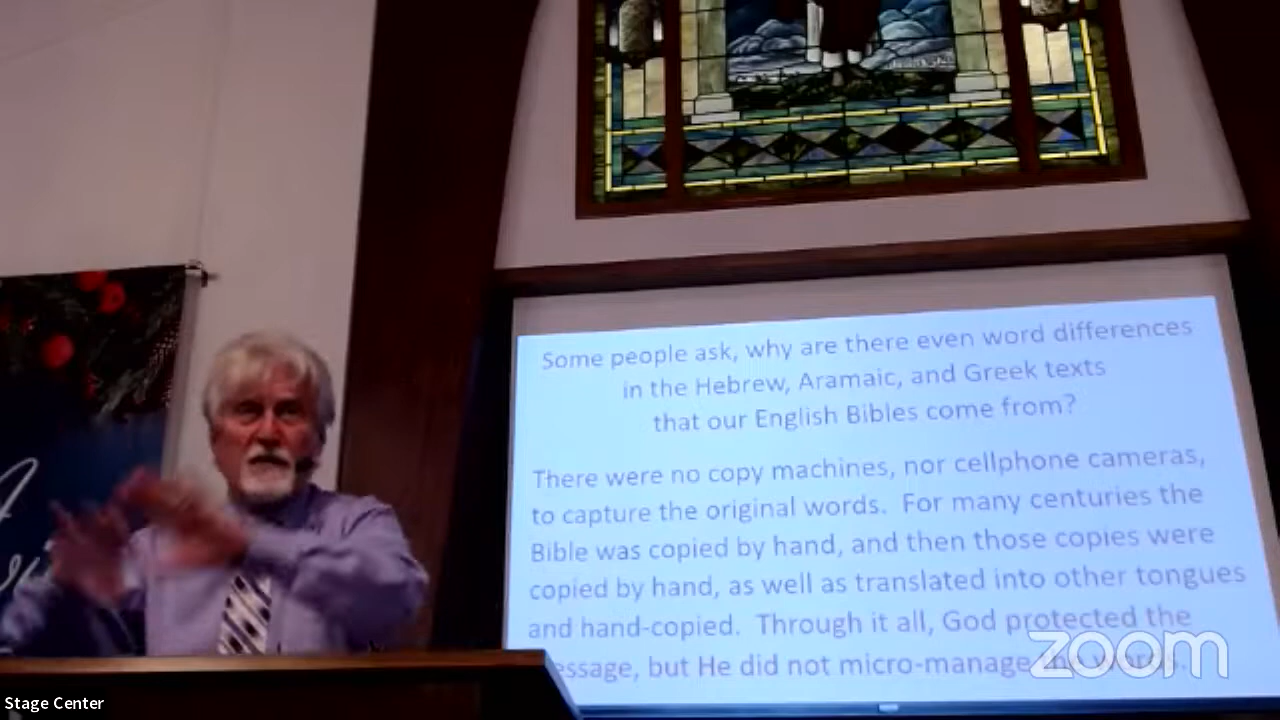 Some people ask, why are there even word differences
in the Hebrew, Aramaic, and Greek texts
that our English Bibles come from?
There were no copy machines, nor cellphone cameras,
to capture the original words. For many centuries the
Bible was copied by hand, and then those copies were
copied by hand, as well as translated into other tongues
and hand-copied. Through it all, God protected the
essage, but He did not micro-manage the words.
zoom
Stage Center